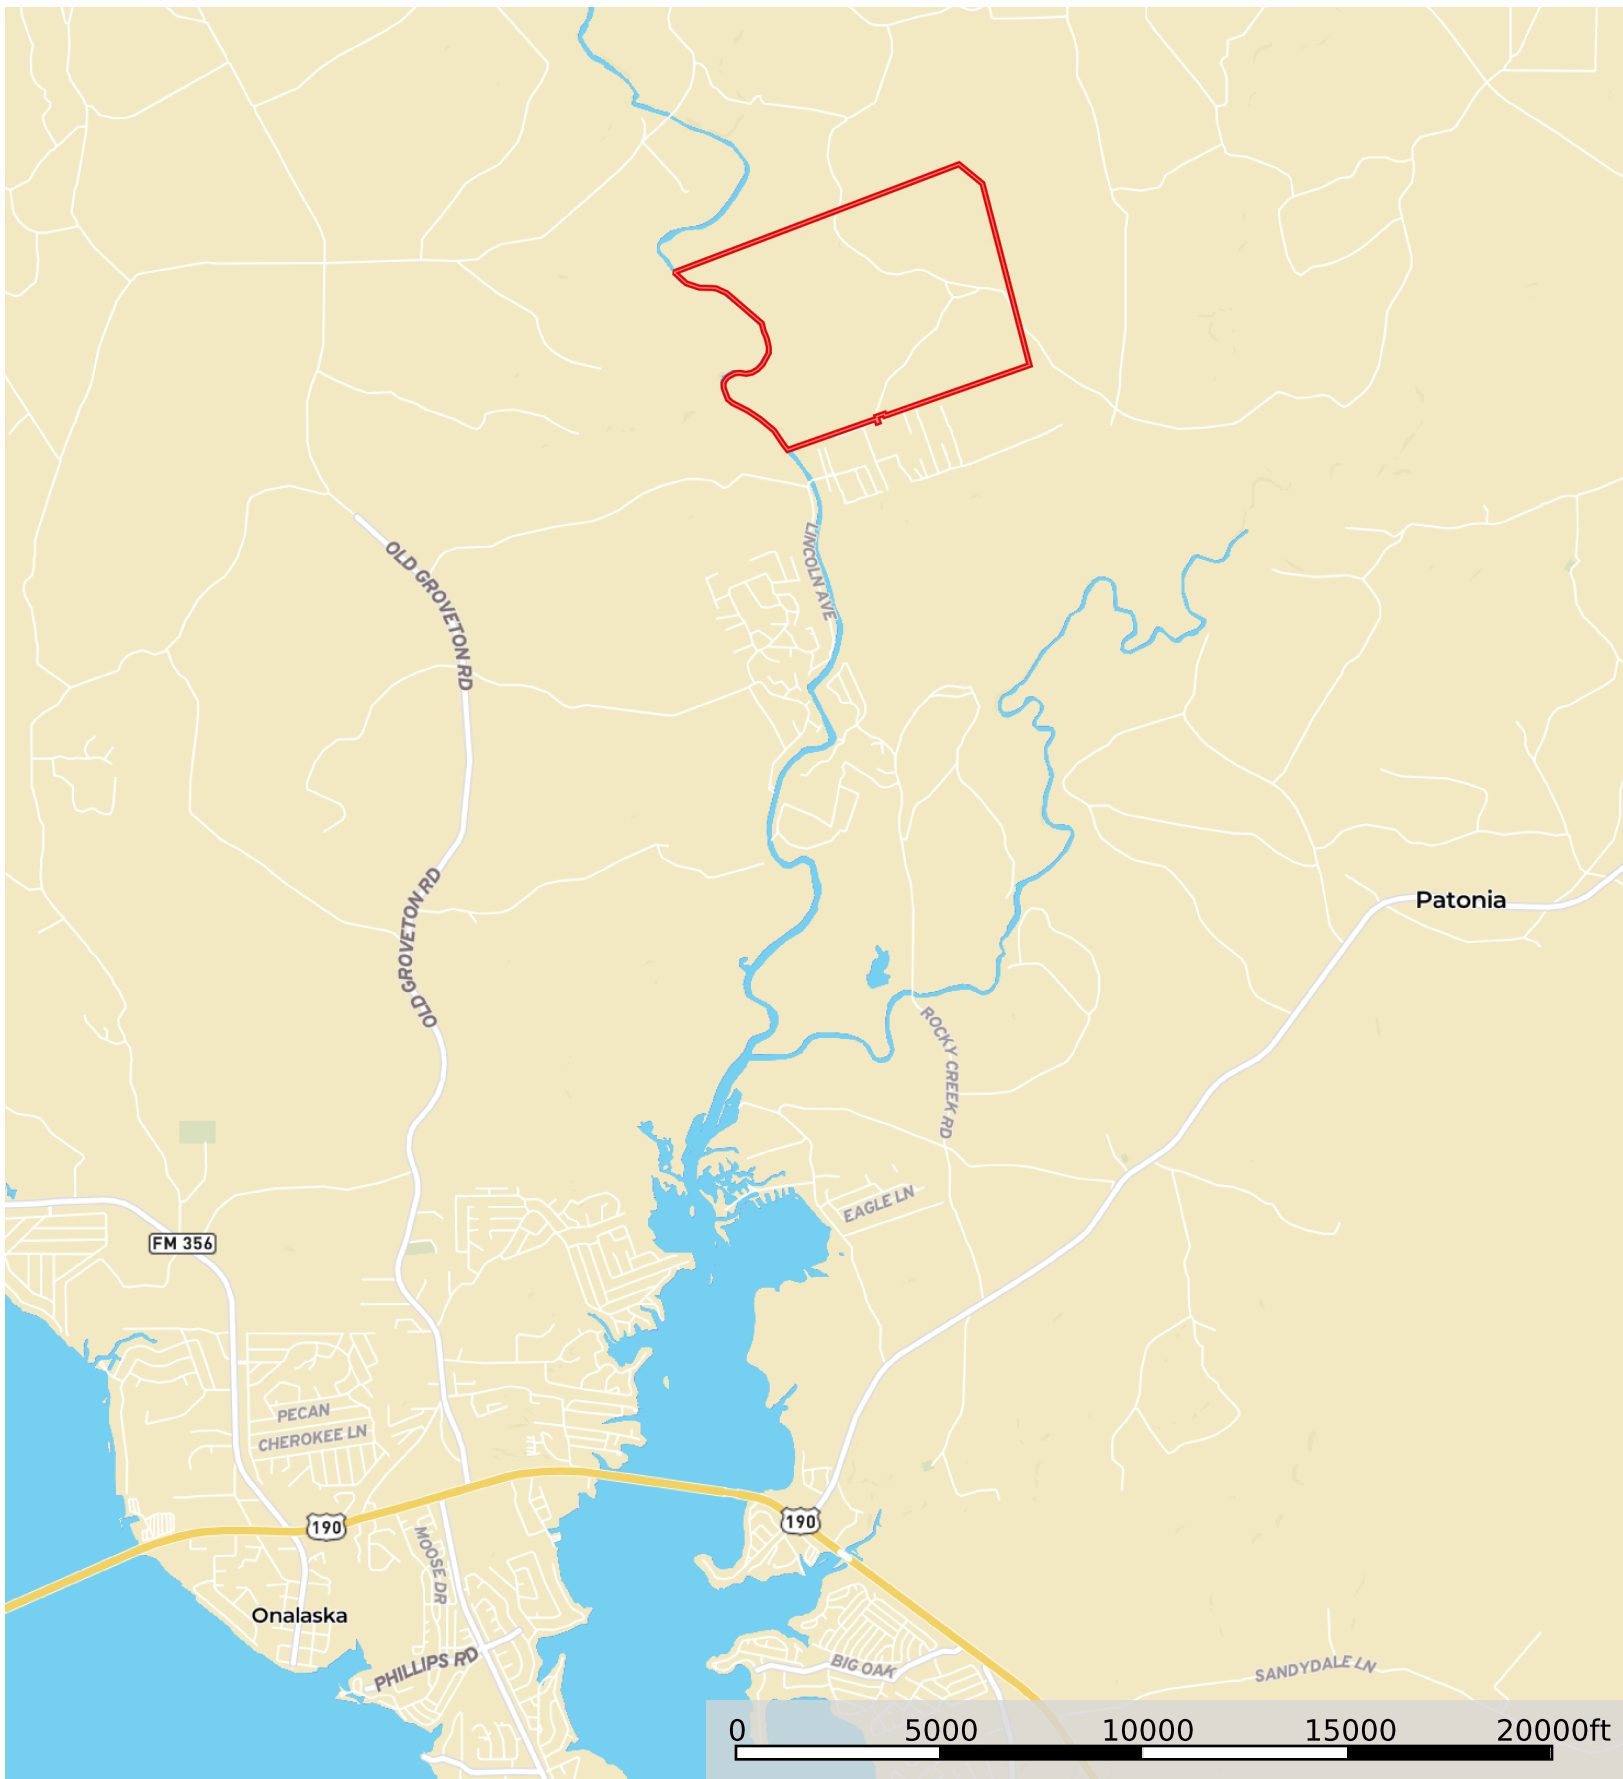 LINCOLN AVE
OLD GROVETON RD
OLD GROVETON RD
Patonia
ROCKY CREEK RD
EAGLE LN
FM 356
PECAN
CHEROKEE LN
190
190
MOOSE DR
Onalaska
PHILLIPS RD
BIG OAK
SANDYDALE LN
0 5000 10000 15000 20000ft